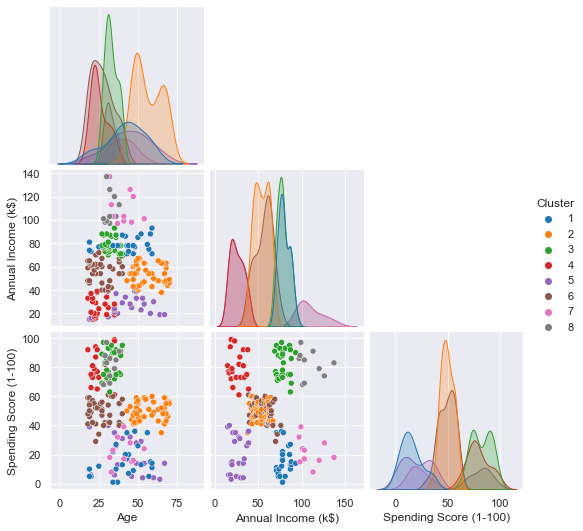 140
120
100
80
60
40
20
Annual Income (k$)
100
80
60
40
20
0
Spending Score (1-100)
0 25 50 75
Age
0 50 100 150
Annual Income (k$)
0 50 100
Spending Score (1-100)
Cluster
1
2
3
4
5
6
7
8